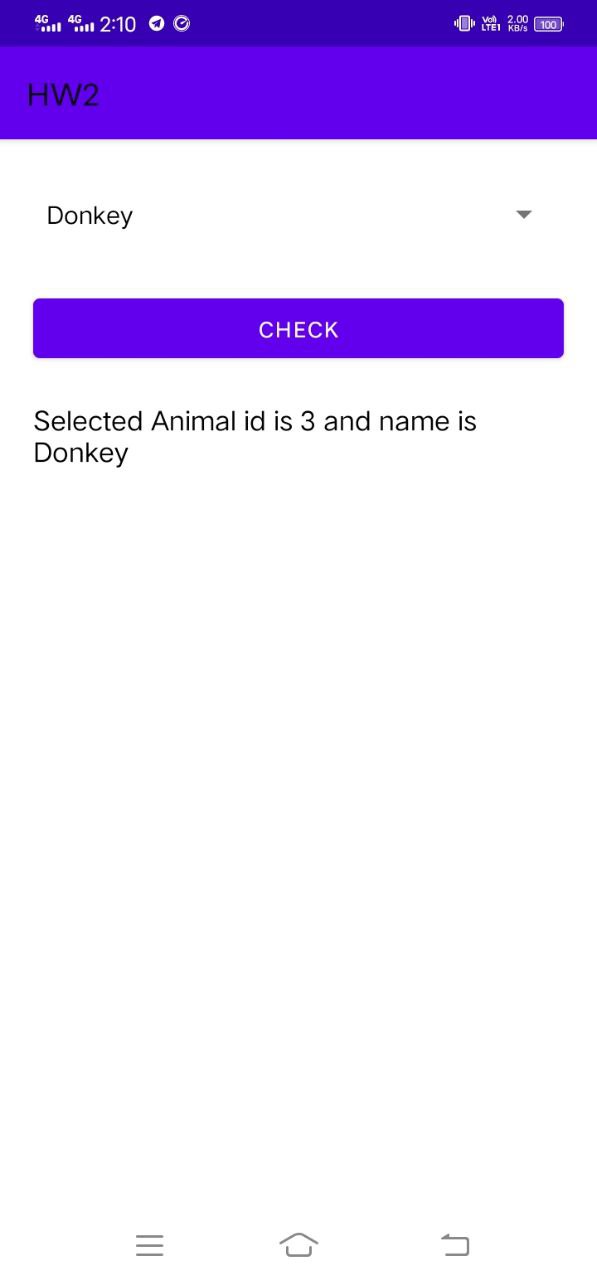 4G 4G 2:10 VoD LTE1 2.00 KB/s 100
HW2
Donkey
CHECK
Selected Animal id is 3 and name is
Donkey